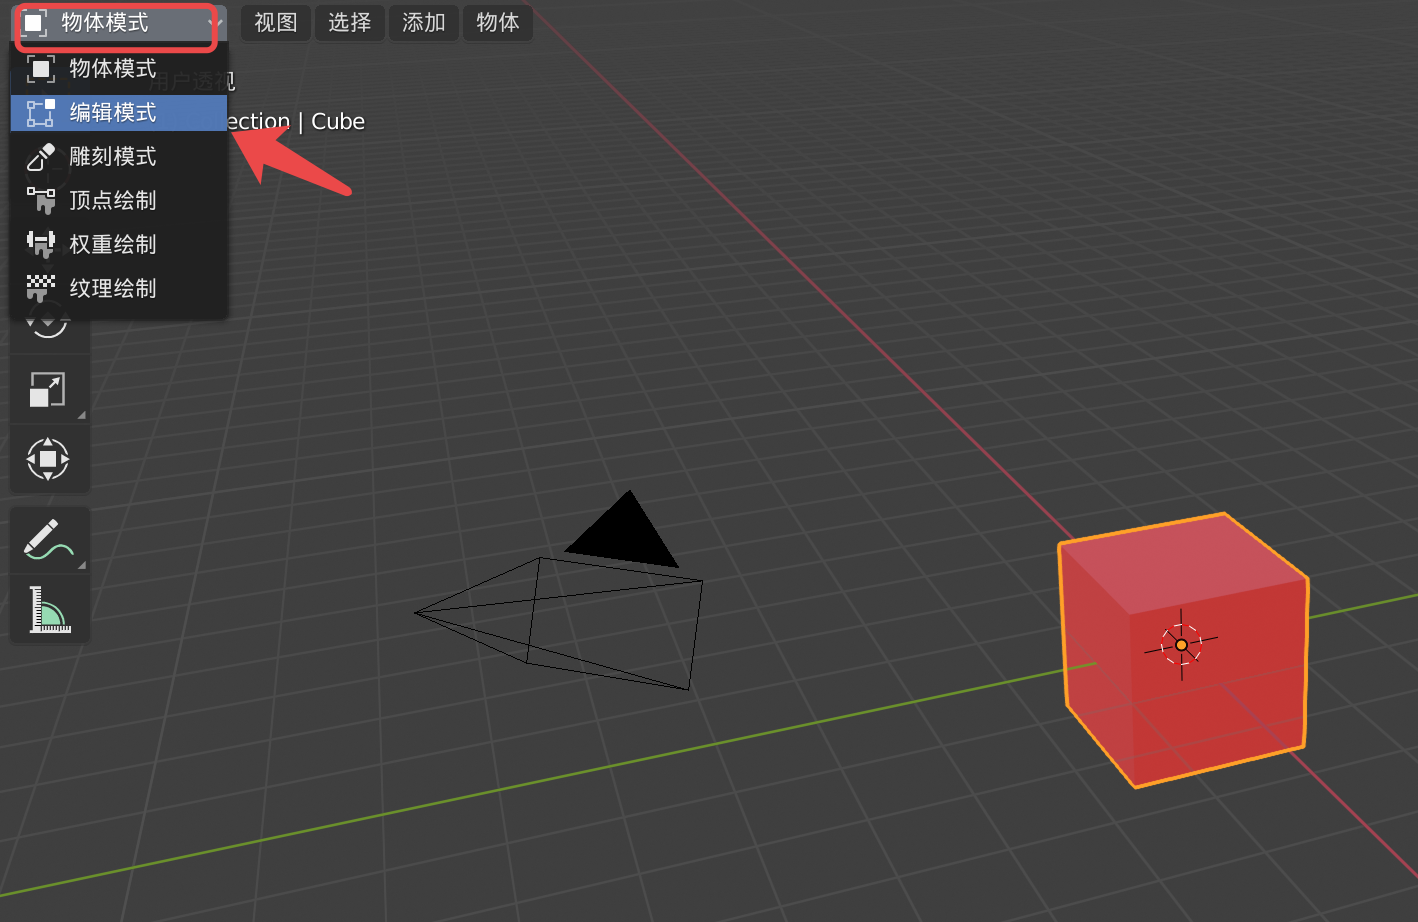 物体模式 视图 选择 添加 物体
物体模式
用户透视
编辑模式
ection | Cube
雕刻模式
顶点绘制
权重绘制
纹理绘制